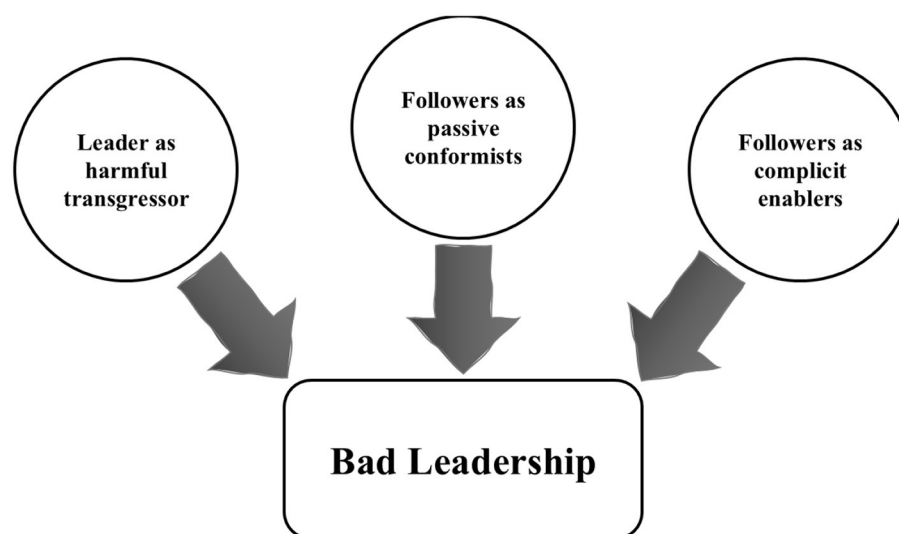 Leader as
harmful
transgressor
Followers as
passive
conformists
Followers as
complicit
enablers
Bad Leadership